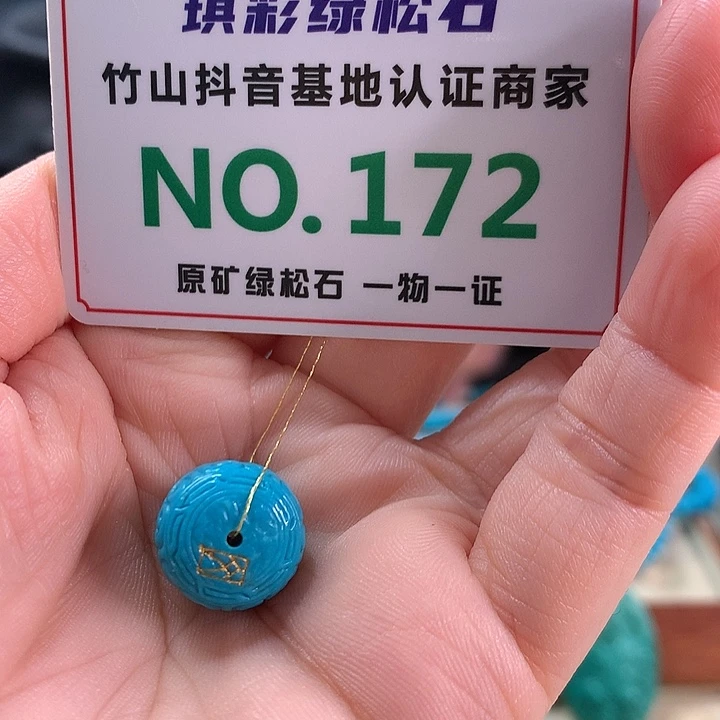 琪彩绿松石
竹山抖音基地认证商家
NO.172
原矿绿松石 一物一证